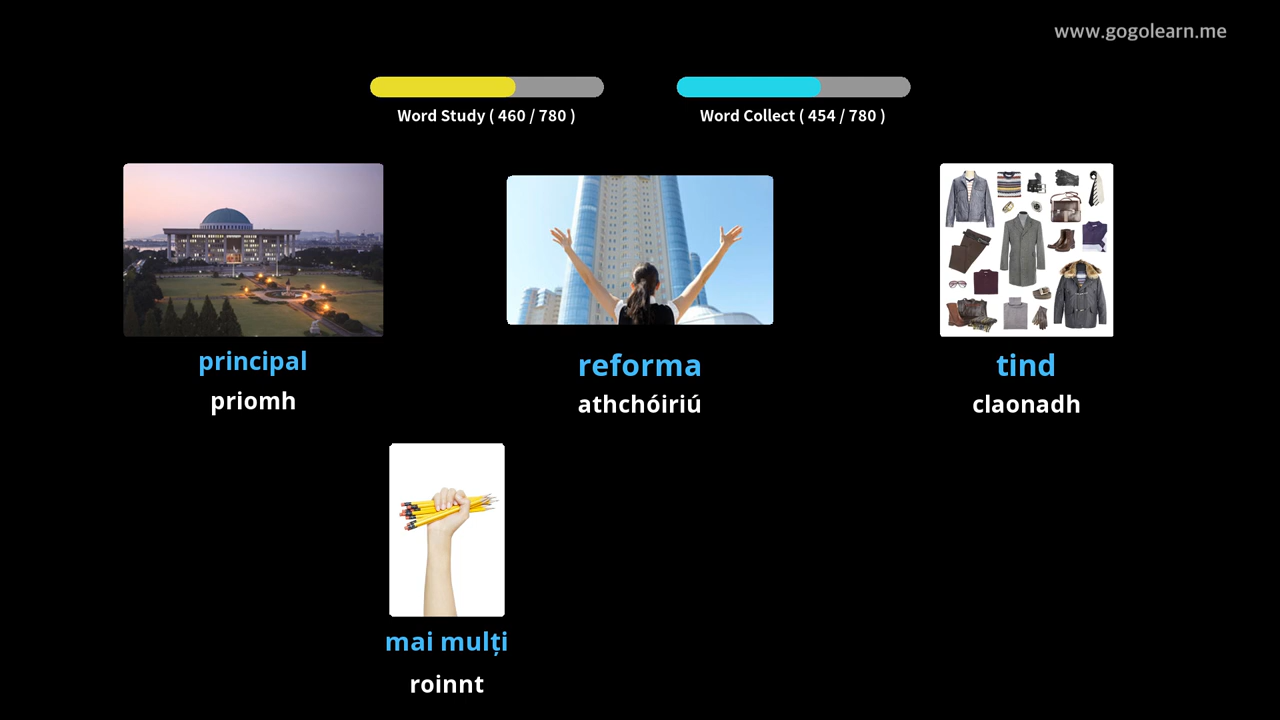 www.gogolearn.me
Word Study ( 460 / 780 )
Word Collect ( 454 / 780 )
principal
priomh
reforma
athchóiriú
tind
claonadh
mai mulți
roinnt